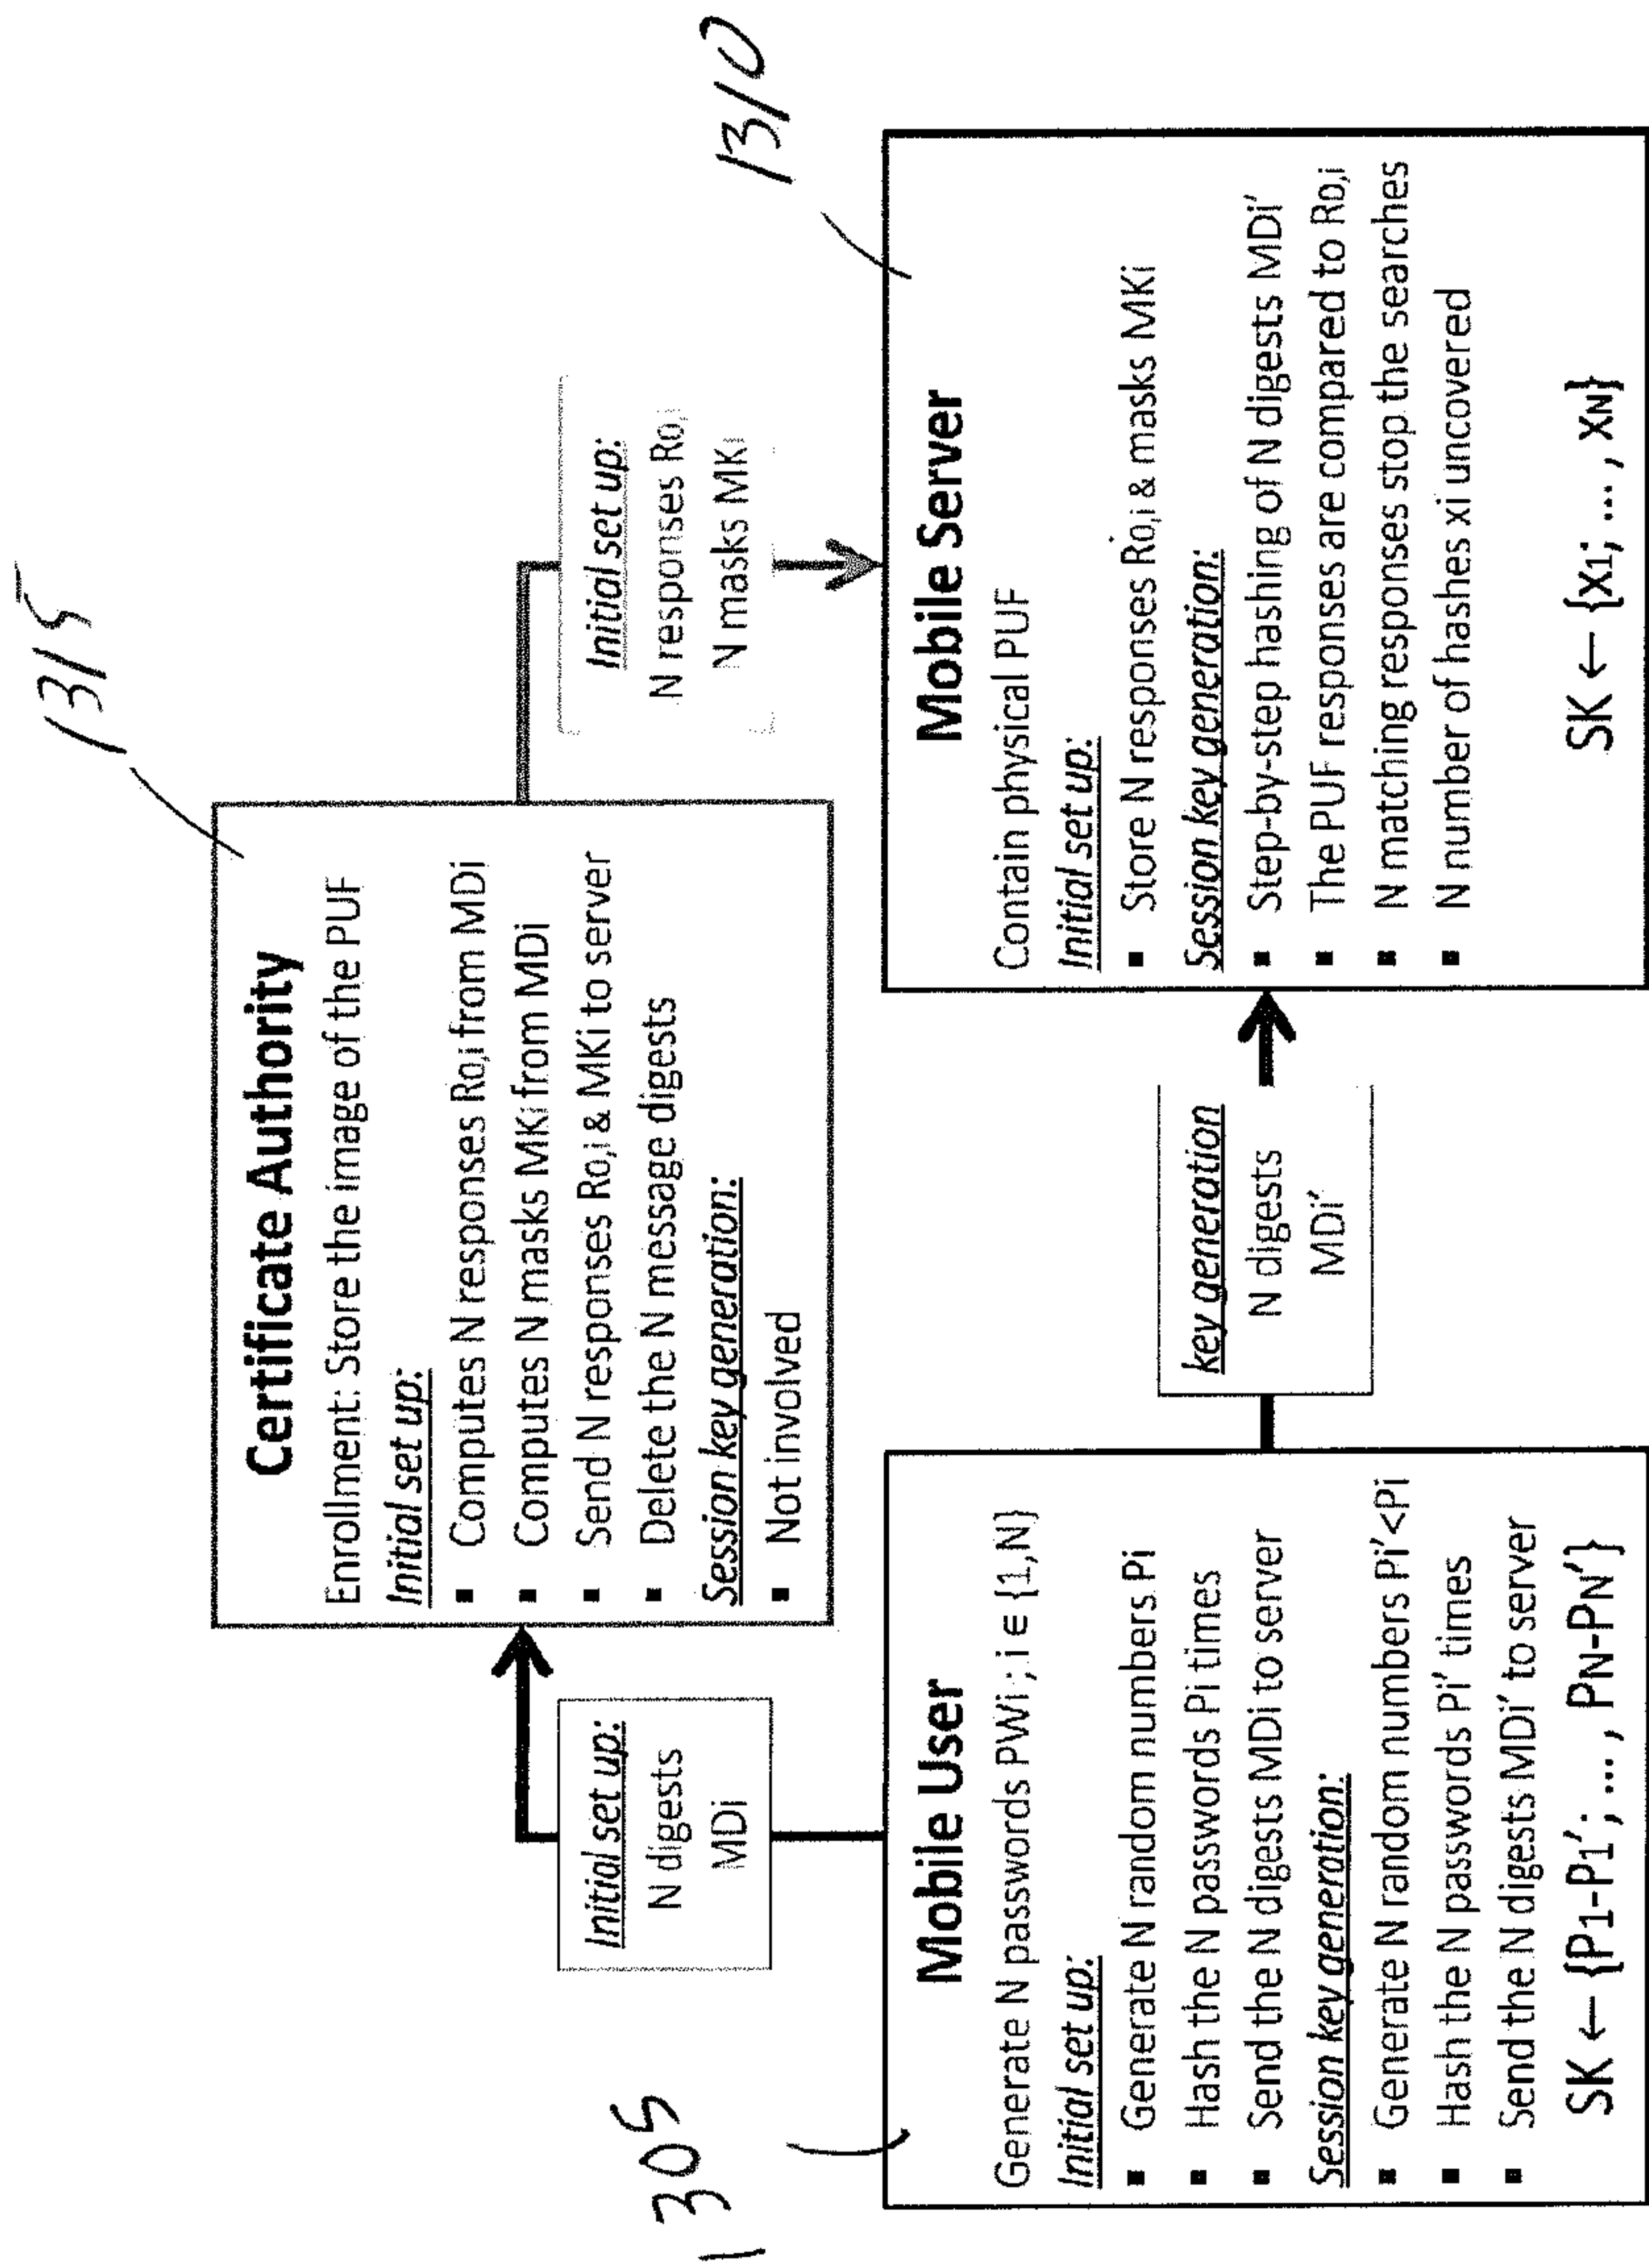 1315
Certificate Authority
Enrollment: Store the image of the PUF
Initial set up:
▪ Computes N responses Ro,i from MDi
▪ Computes N masks MKi from MDi
▪ Send N responses Ro,i & MKi to server
▪ Delete the N message digests
Session key generation:
▪ Not involved
Initial set up:
N digests
MDi
Initial set up:
N responses Ro,i
N masks MKi
1305
Mobile User
Generate N passwords PWi ; i ∈ {1,N}
Initial set up:
▪ Generate N random numbers Pi
▪ Hash the N passwords Pi times
▪ Send the N digests MDi to server
Session key generation:
▪ Generate N random numbers Pi'<Pi
▪ Hash the N passwords Pi' times
▪ Send the N digests MDi' to server
SK ← {P1-P1'; ... , PN-PN'}
key generation
N digests
MDi'
1310
Mobile Server
Contain physical PUF
Initial set up:
▪ Store N responses Ro,i & masks MKi
Session key generation:
▪ Step-by-step hashing of N digests MDi'
▪ The PUF responses are compared to Ro,i
▪ N matching responses stop the searches
▪ N number of hashes xi uncovered
SK ← {x1; ... , xN}